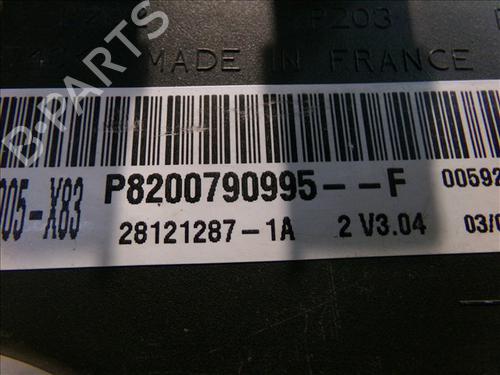 P203
MADE IN FRANCE
B-PARTS
005-X83 P8200790995--F 00592
28121287-1A 2 V3.04 03/0